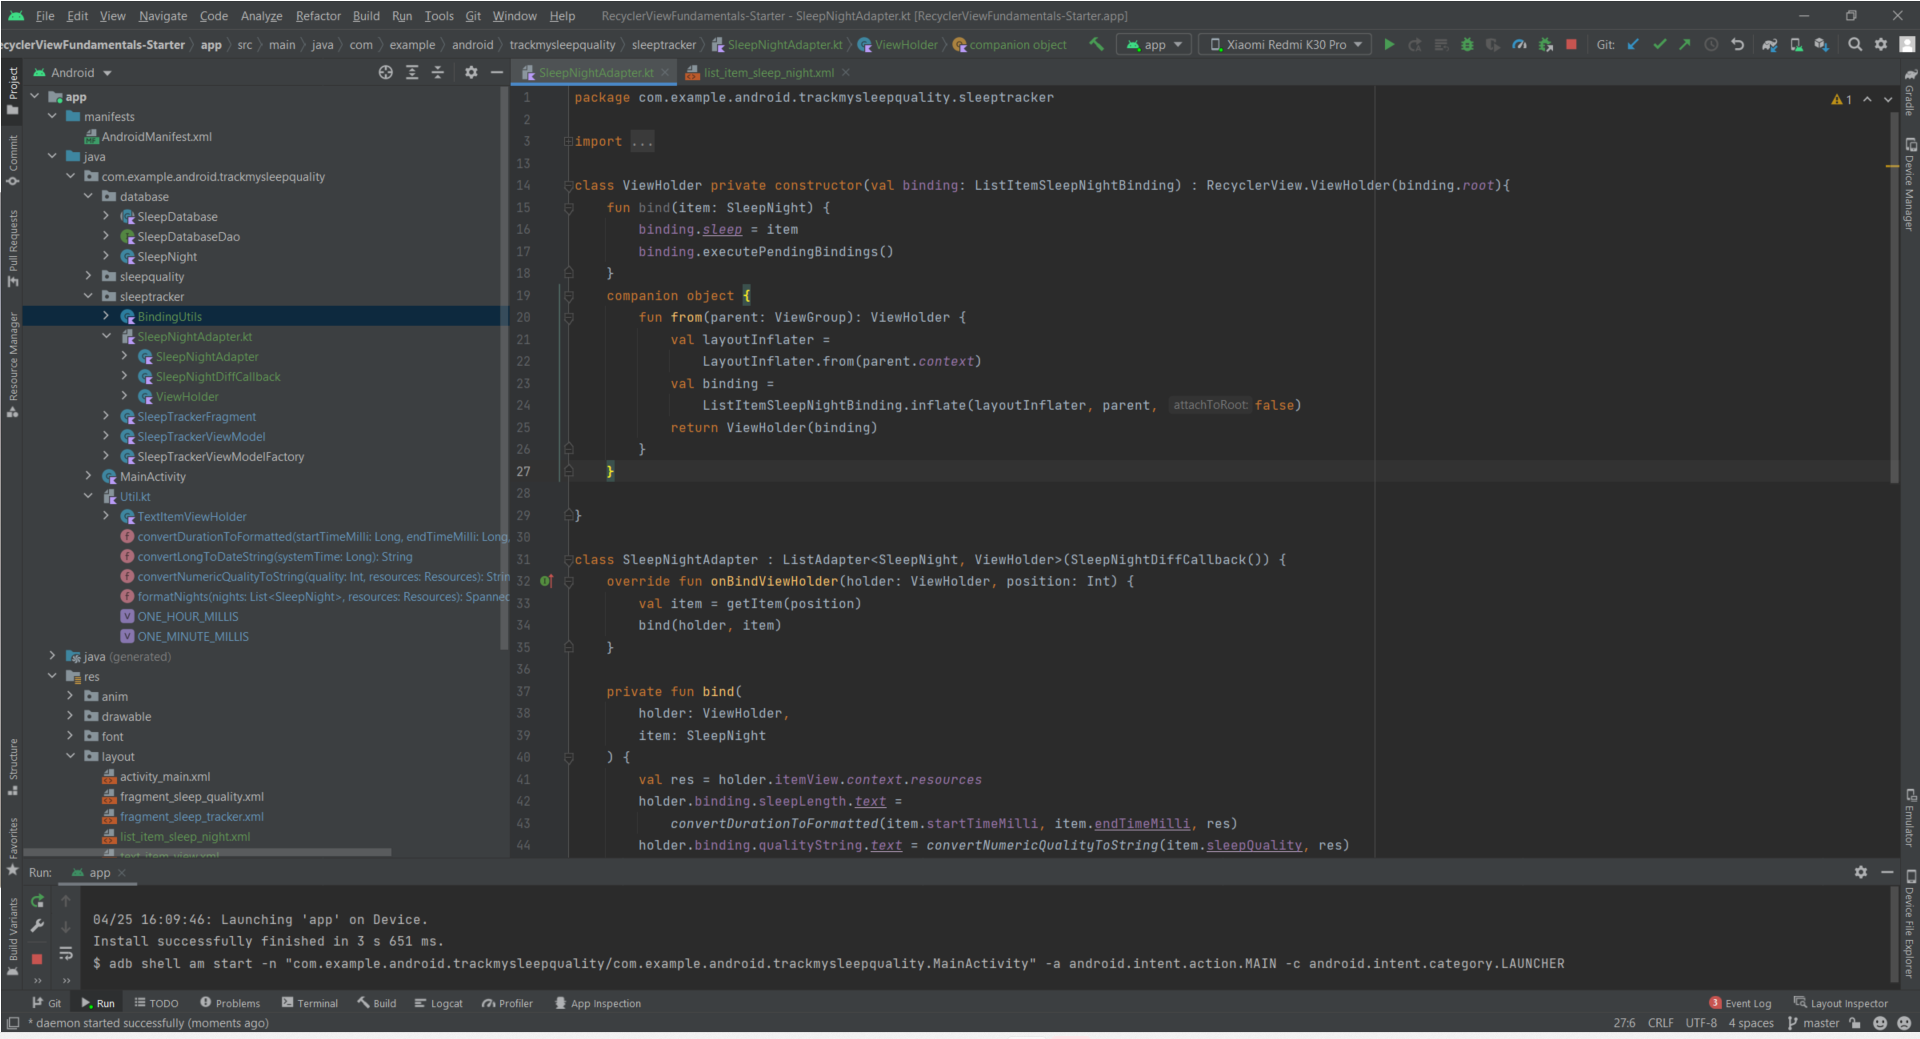 File Edit View Navigate Code Analyze Refactor Build Run Tools Git Window Help RecyclerViewFundamentals-Starter - SleepNightAdapter.kt [RecyclerViewFundamentals-Starter.app]
ecyclerViewFundamentals-Starter app src main java com example android trackmysleepquality sleeptracker SleepNightAdapter.kt ViewHolder companion object app Xiaomi Redmi K30 Pro Git:
Android
SleepNightAdapter.kt list_item_sleep_night.xml
Project
Commit
Pull Requests
Resource Manager
Structure
Favorites
Build Variants
app
manifests
AndroidManifest.xml
java
com.example.android.trackmysleepquality
database
SleepDatabase
SleepDatabaseDao
SleepNight
sleepquality
sleeptracker
BindingUtils
SleepNightAdapter.kt
SleepNightAdapter
SleepNightDiffCallback
ViewHolder
SleepTrackerFragment
SleepTrackerViewModel
SleepTrackerViewModelFactory
MainActivity
Util.kt
TextItemViewHolder
convertDurationToFormatted(startTimeMilli: Long, endTimeMilli: Long,
convertLongToDateString(systemTime: Long): String
convertNumericQualityToString(quality: Int, resources: Resources): Strin
formatNights(nights: List<SleepNight>, resources: Resources): Spanned
ONE_HOUR_MILLIS
ONE_MINUTE_MILLIS
java (generated)
res
anim
drawable
font
layout
activity_main.xml
fragment_sleep_quality.xml
fragment_sleep_tracker.xml
list_item_sleep_night.xml
text_item_view.xml
1 package com.example.android.trackmysleepquality.sleeptracker
2
3 import ...
13
14 class ViewHolder private constructor(val binding: ListItemSleepNightBinding) : RecyclerView.ViewHolder(binding.root){
15 fun bind(item: SleepNight) {
16 binding.sleep = item
17 binding.executePendingBindings()
18 }
19 companion object {
20 fun from(parent: ViewGroup): ViewHolder {
21 val layoutInflater =
22 LayoutInflater.from(parent.context)
23 val binding =
24 ListItemSleepNightBinding.inflate(layoutInflater, parent, attachToRoot: false)
25 return ViewHolder(binding)
26 }
27 }
28
29 }
30
31 class SleepNightAdapter : ListAdapter<SleepNight, ViewHolder>(SleepNightDiffCallback()) {
32 override fun onBindViewHolder(holder: ViewHolder, position: Int) {
33 val item = getItem(position)
34 bind(holder, item)
35 }
36
37 private fun bind(
38 holder: ViewHolder,
39 item: SleepNight
40 ) {
41 val res = holder.itemView.context.resources
42 holder.binding.sleepLength.text =
43 convertDurationToFormatted(item.startTimeMilli, item.endTimeMilli, res)
44 holder.binding.qualityString.text = convertNumericQualityToString(item.sleepQuality, res)
1
Gradle
Device Manager
Emulator
Device File Explorer
Run: app
04/25 16:09:46: Launching 'app' on Device.
Install successfully finished in 3 s 651 ms.
$ adb shell am start -n "com.example.android.trackmysleepquality/com.example.android.trackmysleepquality.MainActivity" -a android.intent.action.MAIN -c android.intent.category.LAUNCHER
Git Run TODO Problems Terminal Build Logcat Profiler App Inspection 3 Event Log Layout Inspector
* daemon started successfully (moments ago) 27:6 CRLF UTF-8 4 spaces master